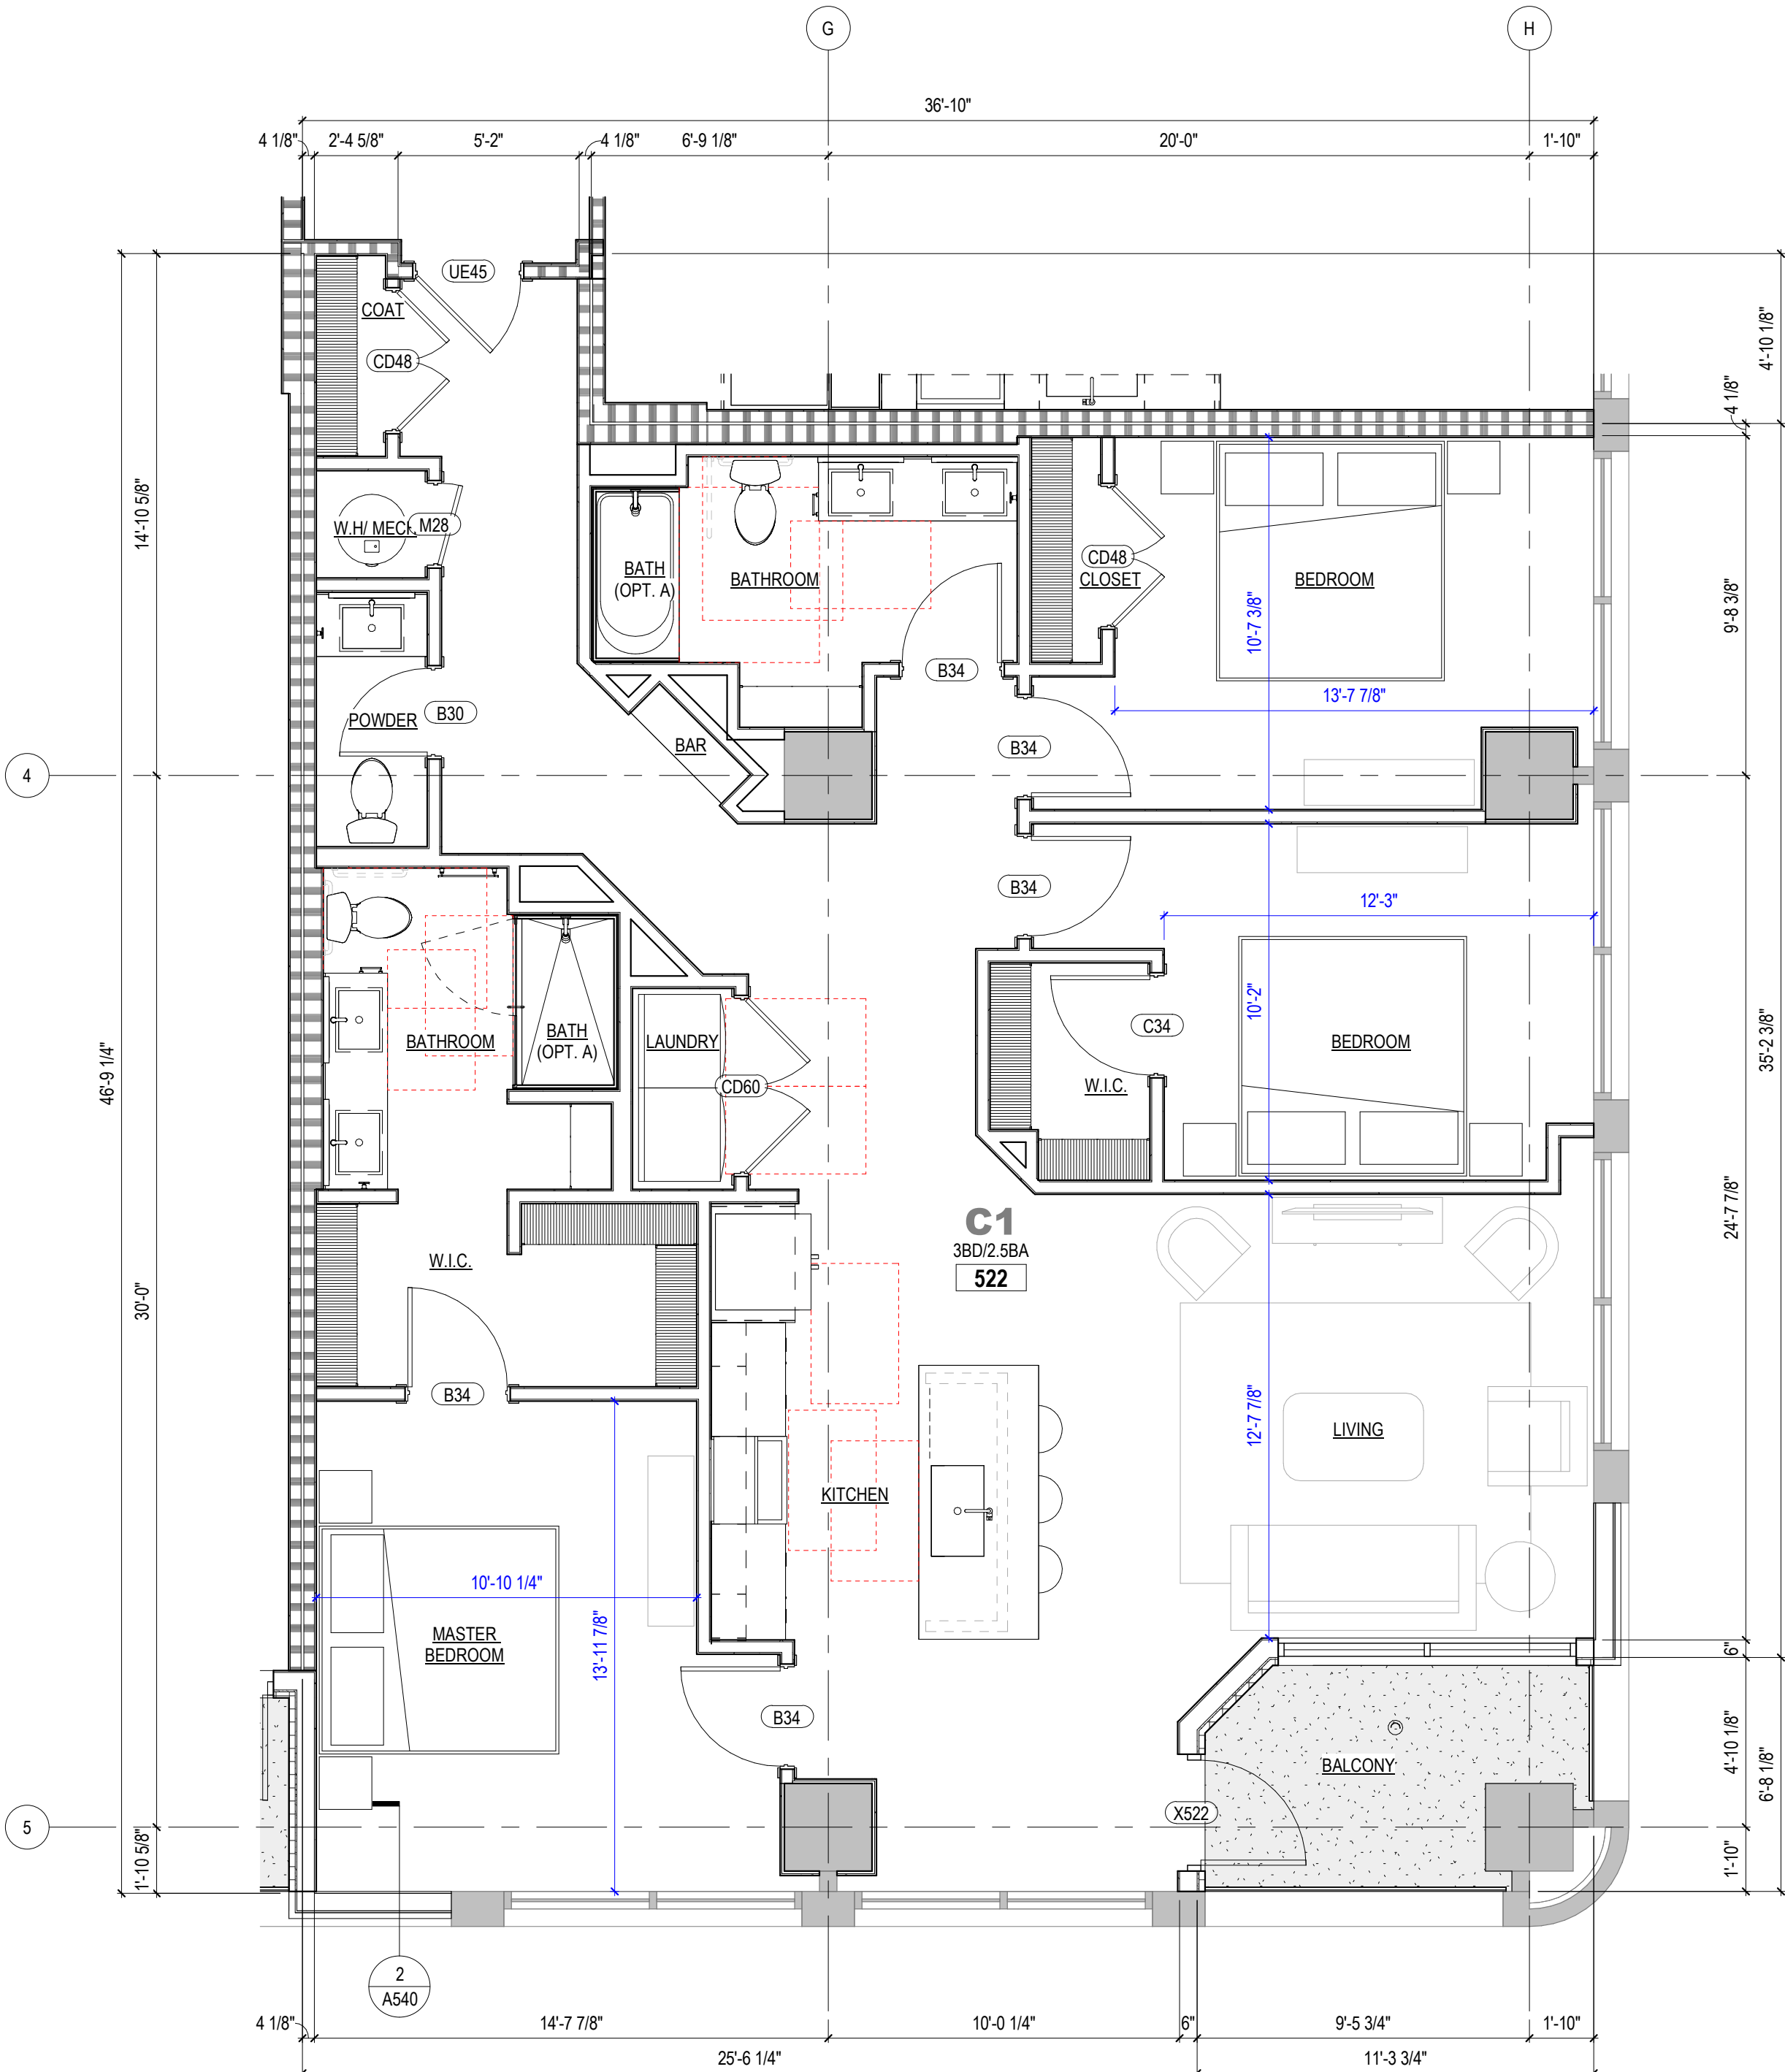 G
H
36'-10"
4 1/8"
2'-4 5/8"
5'-2"
4 1/8"
6'-9 1/8"
20'-0"
1'-10"
UE45
COAT
CD48
4'-10 1/8"
4 1/8"
14'-10 5/8"
W.H/ MECH.
M28
BATH
(OPT. A)
BATHROOM
CD48
CLOSET
BEDROOM
10'-7 3/8"
9'-8 3/8"
B34
13'-7 7/8"
POWDER
B30
BAR
B34
4
B34
12'-3"
BATHROOM
BATH
(OPT. A)
LAUNDRY
CD60
C34
W.I.C.
10'-2"
BEDROOM
35'-2 3/8"
46'-9 1/4"
C1
3BD/2.5BA
522
24'-7 7/8"
W.I.C.
30'-0"
B34
12'-7 7/8"
LIVING
KITCHEN
10'-10 1/4"
MASTER
BEDROOM
13'-11 7/8"
6"
B34
BALCONY
4'-10 1/8"
6'-8 1/8"
X522
5
1'-10 5/8"
1'-10"
2
A540
4 1/8"
14'-7 7/8"
10'-0 1/4"
6"
9'-5 3/4"
1'-10"
25'-6 1/4"
11'-3 3/4"